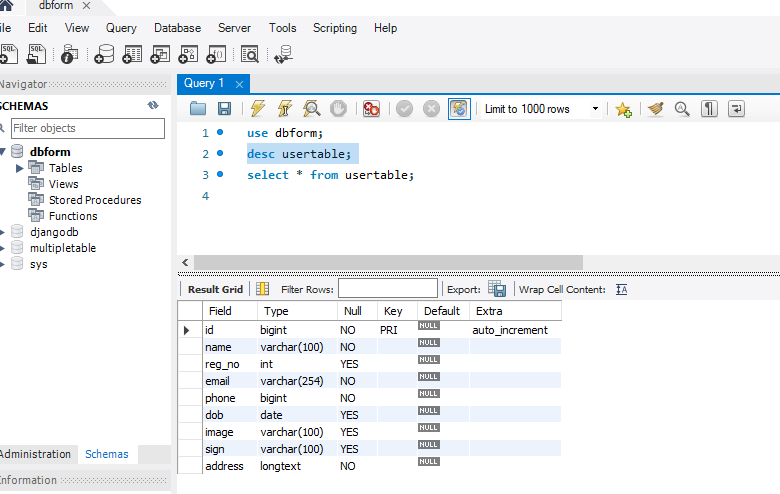 dbform
ile Edit View Query Database Server Tools Scripting Help
SQL SQL
Navigator
SCHEMAS
Filter objects
dbform
Tables
Views
Stored Procedures
Functions
djangodb
multipletable
sys
Administration Schemas
Information
Query 1
Limit to 1000 rows
1 use dbform;
2 desc usertable;
3 select * from usertable;
4
Result Grid Filter Rows: Export: Wrap Cell Content:
Field Type Null Key Default Extra
id bigint NO PRI NULL auto_increment
name varchar(100) NO NULL
reg_no int YES NULL
email varchar(254) NO NULL
phone bigint NO NULL
dob date YES NULL
image varchar(100) YES NULL
sign varchar(100) YES NULL
address longtext NO NULL